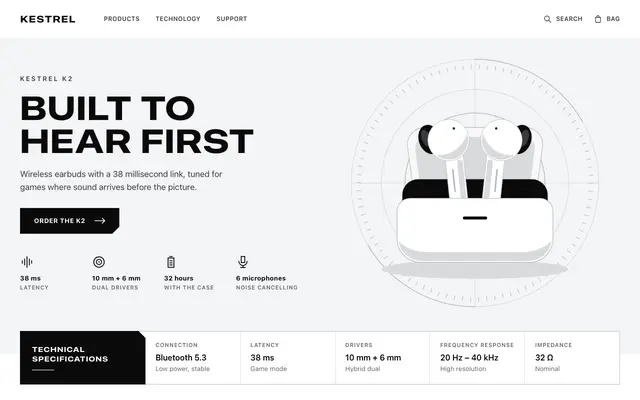 KESTREL
PRODUCTS
TECHNOLOGY
SUPPORT
SEARCH
BAG
KESTREL K2
BUILT TO
HEAR FIRST
Wireless earbuds with a 38 millisecond link, tuned for
games where sound arrives before the picture.
ORDER THE K2
38 ms
LATENCY
10 mm + 6 mm
DUAL DRIVERS
32 hours
WITH THE CASE
6 microphones
NOISE CANCELLING
TECHNICAL
SPECIFICATIONS
CONNECTION
Bluetooth 5.3
Low power, stable
LATENCY
38 ms
Game mode
DRIVERS
10 mm + 6 mm
Hybrid dual
FREQUENCY RESPONSE
20 Hz – 40 kHz
High resolution
IMPEDANCE
32 Ω
Nominal